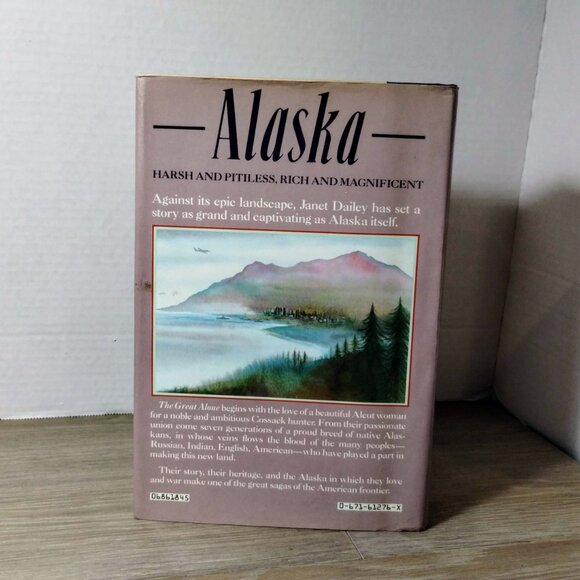 — Alaska —
HARSH AND PITILESS, RICH AND MAGNIFICENT
Against its epic landscape, Janet Dailey has set a
story as grand and captivating as Alaska itself.
The Great Alone begins with the love of a beautiful Aleut woman
for a noble and ambitious Cossack hunter. From their passionate
union come seven generations of a proud breed of native Alas-
kans, in whose veins flows the blood of the many peoples—
Russian, Indian, English, American—who have played a part in
making this new land.
Their story, their heritage, and the Alaska in which they love
and war make one of the great sagas of the American frontier.
06861845
0-671-61276-X